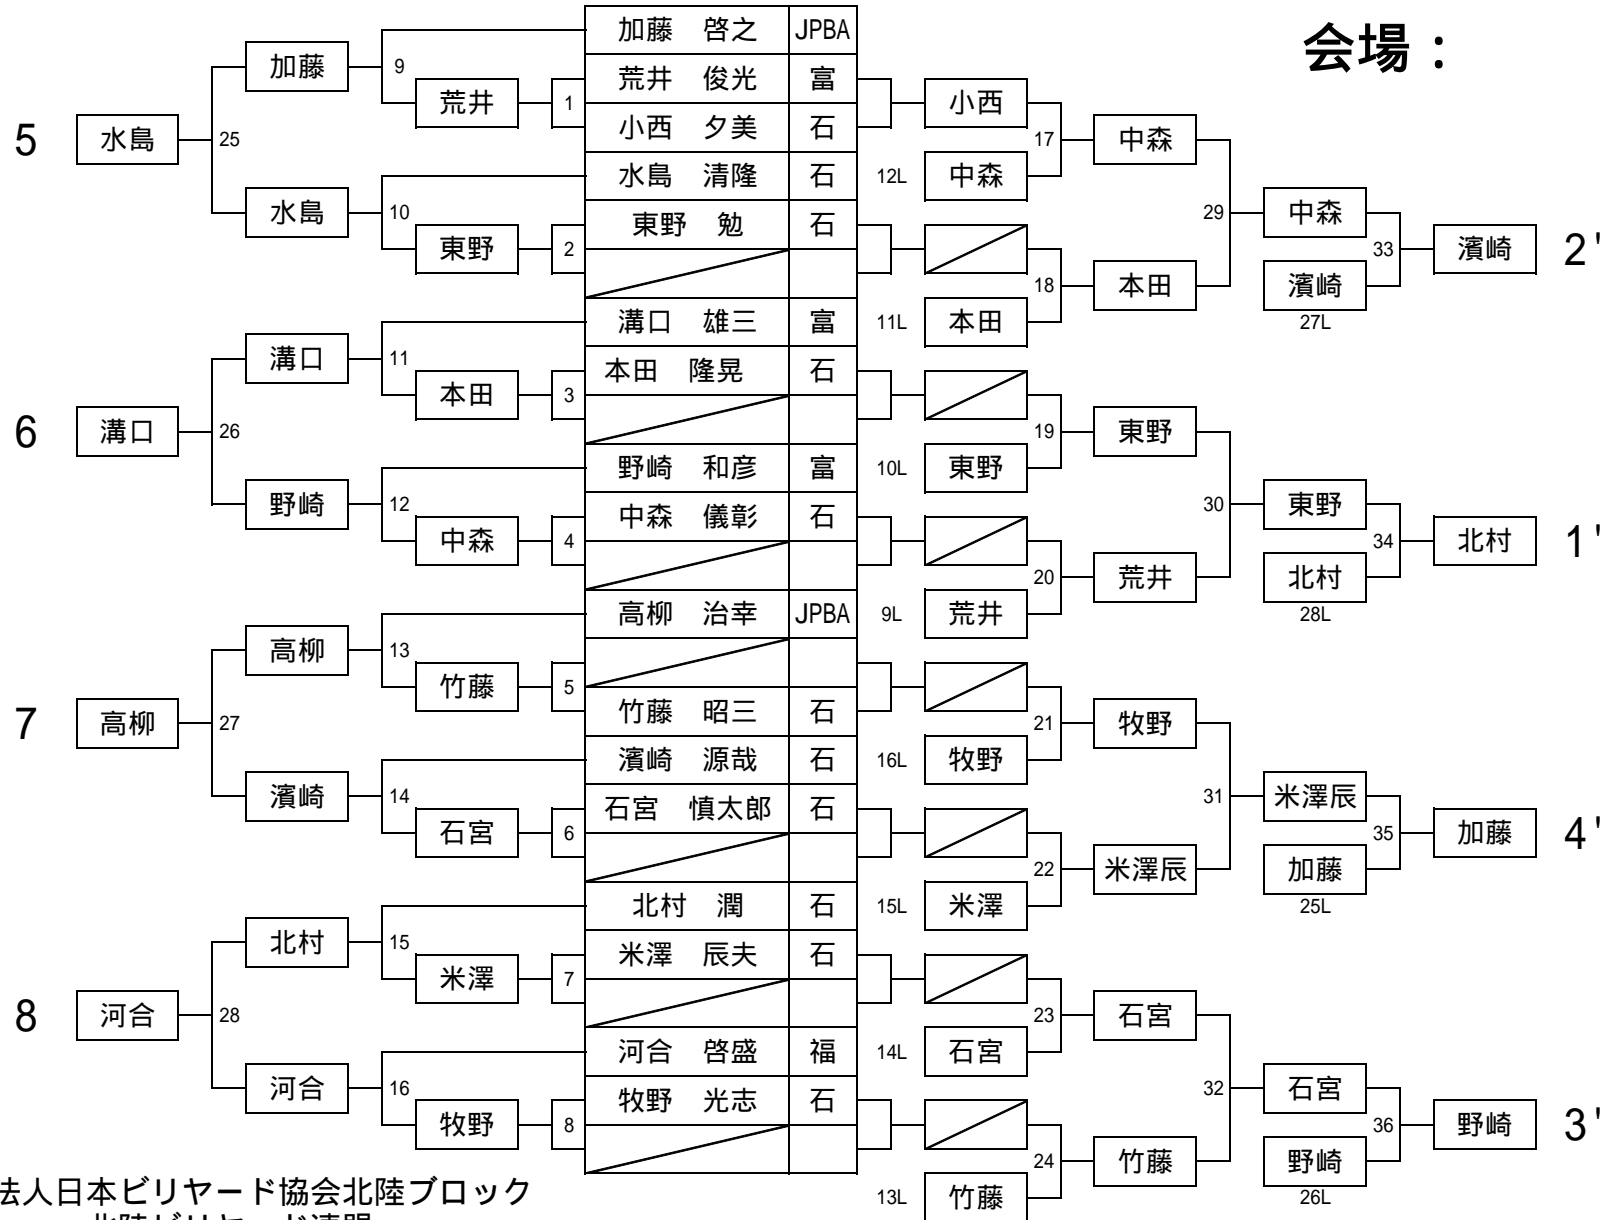 会場：
加藤　啓之 JPBA
荒井　俊光 富
小西　夕美 石
水島　清隆 石
東野　勉 石
溝口　雄三 富
本田　隆晃 石
野崎　和彦 富
中森　儀彰 石
高柳　治幸 JPBA
竹藤　昭三 石
濱崎　源哉 石
石宮　慎太郎 石
北村　潤 石
米澤　辰夫 石
河合　啓盛 福
牧野　光志 石
5 水島 25
加藤 9
荒井 1
水島 10
東野 2
6 溝口 26
溝口 11
本田 3
野崎 12
中森 4
7 高柳 27
高柳 13
竹藤 5
濱崎 14
石宮 6
8 河合 28
北村 15
米澤 7
河合 16
牧野 8
小西
12L 中森
17 中森
11L 本田
18 本田
29 中森
濱崎
27L
33 濱崎 2'
10L 東野
19 東野
9L 荒井
20 荒井
30 東野
北村
28L
34 北村 1'
16L 牧野
21 牧野
15L 米澤
22 米澤辰
31 米澤辰
加藤
25L
35 加藤 4'
14L 石宮
23 石宮
13L 竹藤
24 竹藤
32 石宮
野崎
26L
36 野崎 3'
法人日本ビリヤード協会北陸ブロック